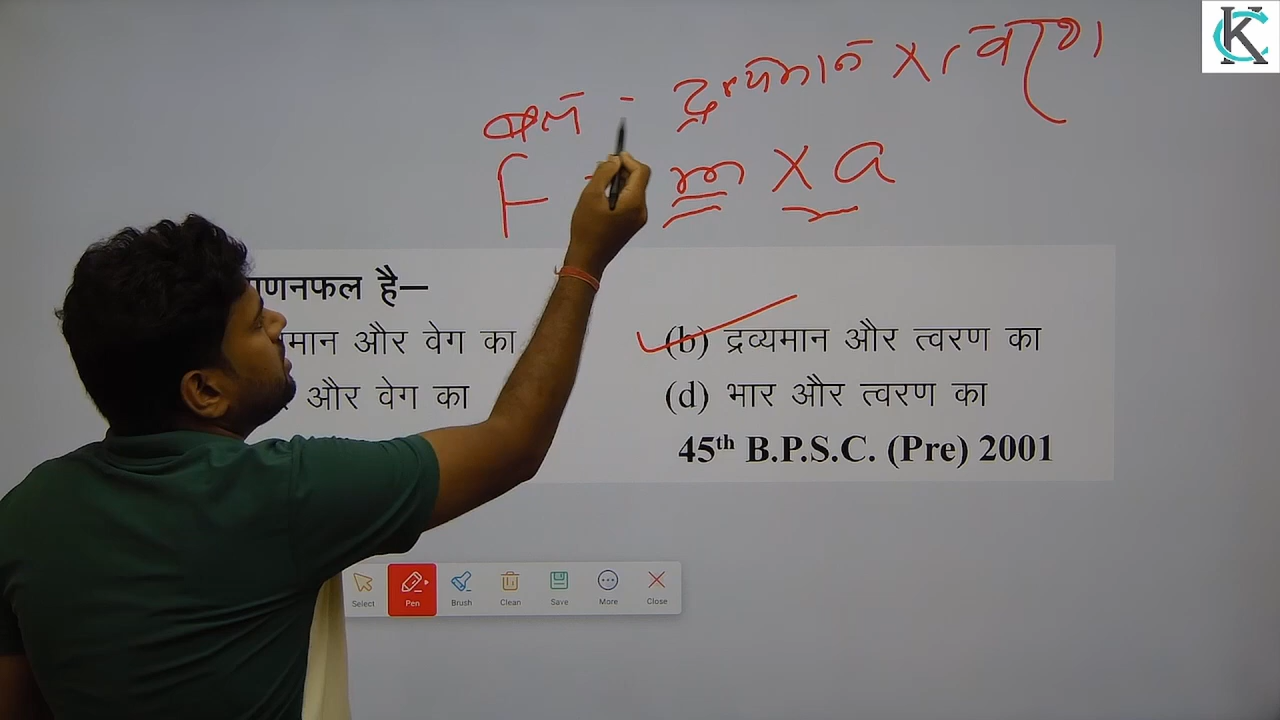 बल = द्रव्यमान X त्वरण
F = m X a
णनफल है—
मान और वेग का (b) द्रव्यमान और त्वरण का
और वेग का (d) भार और त्वरण का
45th B.P.S.C. (Pre) 2001
Select Pen Brush Clean Save More Close
KC